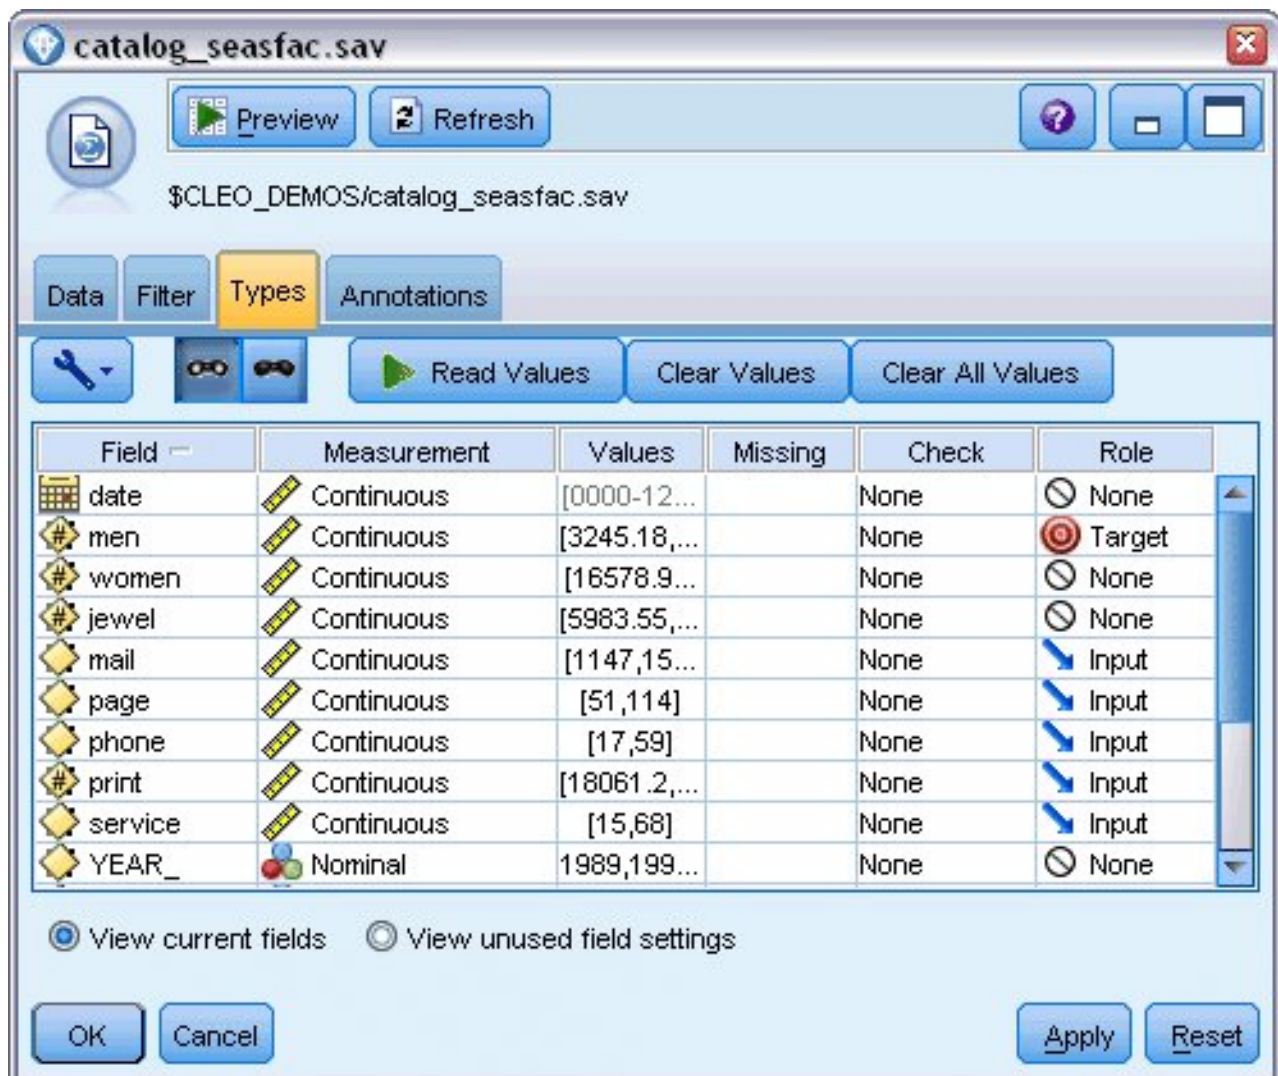 catalog_seasfac.sav
Preview Refresh
$CLEO_DEMOS/catalog_seasfac.sav
Data Filter Types Annotations
Read Values Clear Values Clear All Values
Field Measurement Values Missing Check Role
date Continuous [0000-12... None None
# men Continuous [3245.18,... None Target
# women Continuous [16578.9... None None
# jewel Continuous [5983.55,... None None
mail Continuous [1147,15... None Input
page Continuous [51,114] None Input
phone Continuous [17,59] None Input
# print Continuous [18061.2,... None Input
service Continuous [15,68] None Input
YEAR_ Nominal 1989,199... None None
View current fields View unused field settings
OK Cancel Apply Reset